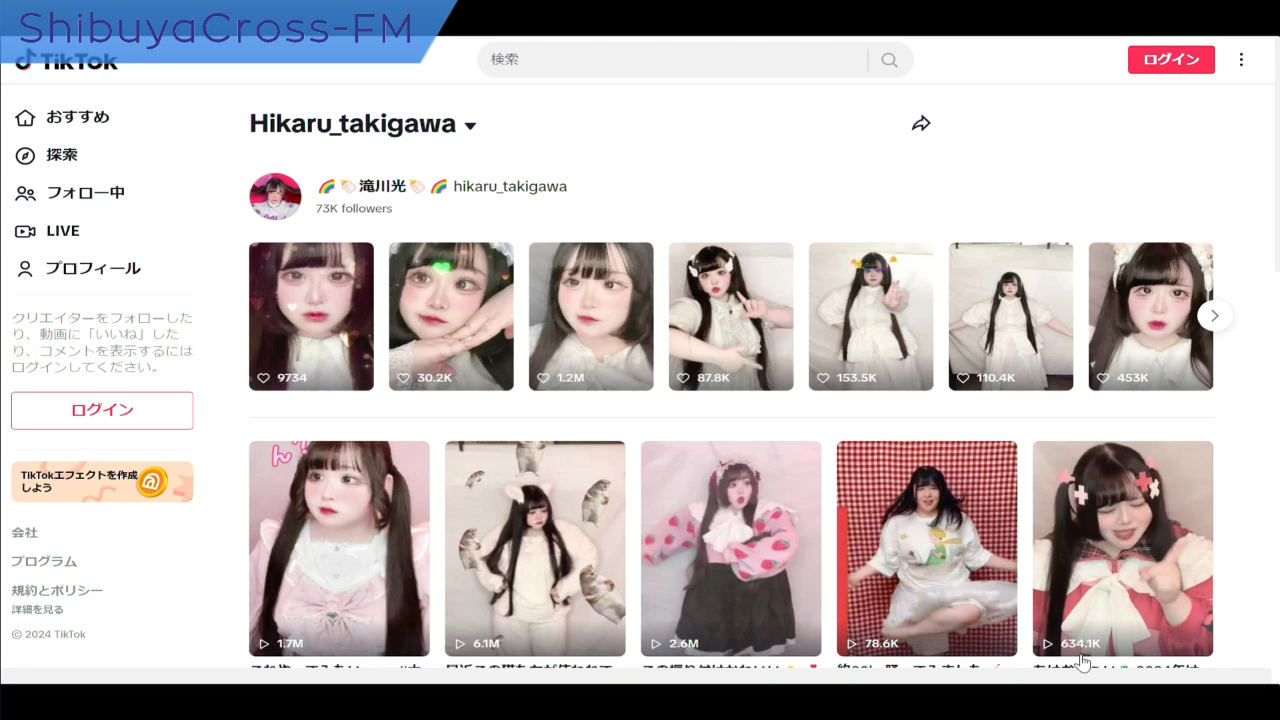 ShibuyaCross-FM
TikTok
検索
ログイン
おすすめ
探索
フォロー中
LIVE
プロフィール
クリエイターをフォローした
り、動画に「いいね」した
り、コメントを表示するには
ログインしてください。
ログイン
TikTokエフェクトを作成
しよう
会社
プログラム
規約とポリシー
詳細を見る
© 2024 TikTok
Hikaru_takigawa
🌈🏷️滝川光🏷️🌈 hikaru_takigawa
73K followers
9734
30.2K
1.2M
87.8K
153.5K
110.4K
453K
1.7M
6.1M
2.6M
78.6K
634.1K